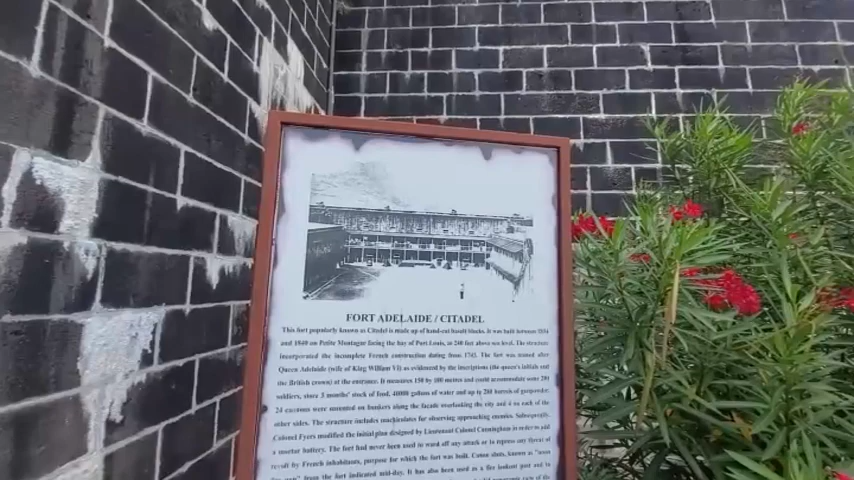 FORT ADELAIDE / CITADEL
This fort popularly known as Citadel is made up of hand-cut basalt blocks. It was built between 1834
and 1840 on Petite Montagne facing the bay of Port Louis, at 240 feet above sea level. The structure
incorporated the incomplete French construction dating from 1743. The fort was named after
Queen Adelaide (wife of King William VI) as evidenced by the inscriptions (the queen's initials and
the British crown) at the entrance. It measures 150 by 100 metres and could accommodate some 200
soldiers, store 3 months' stock of food, 40000 gallons of water and up to 200 barrels of gunpowder.
24 cannons were mounted on bunkers along the facade overlooking the city and 4 on each of the
other sides. The structure includes machicolates for observing approaching enemies. Subsequently,
Colonel Fyers modified the initial plan designed by Lieutenant Colonel Cunningham in order to add
a mortar battery. The fort had never been used to ward off any attack or to repress any threat of
revolt by French inhabitants, purpose for which the fort was built. Canon shots, known as "noon
gun" from the fort indicated mid-day. It has also been used as a fire lookout post and to